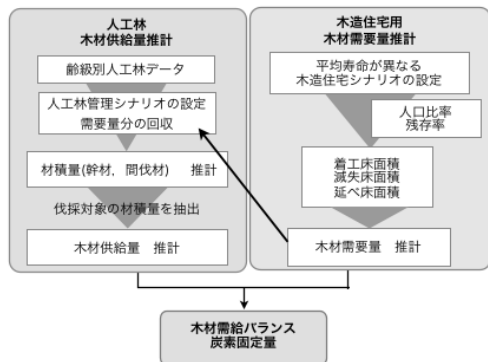 人工林
木材供給量推計
齢級別人工林データ
人工林管理シナリオの設定
需要量分の回収
材積量(幹材，間伐材)　推計
伐採対象の材積量を抽出
木材供給量　推計
木造住宅用
木材需要量推計
平均寿命が異なる
木造住宅シナリオの設定
人口比率
残存率
着工床面積
滅失床面積
延べ床面積
木材需要量　推計
木材需給バランス
炭素固定量